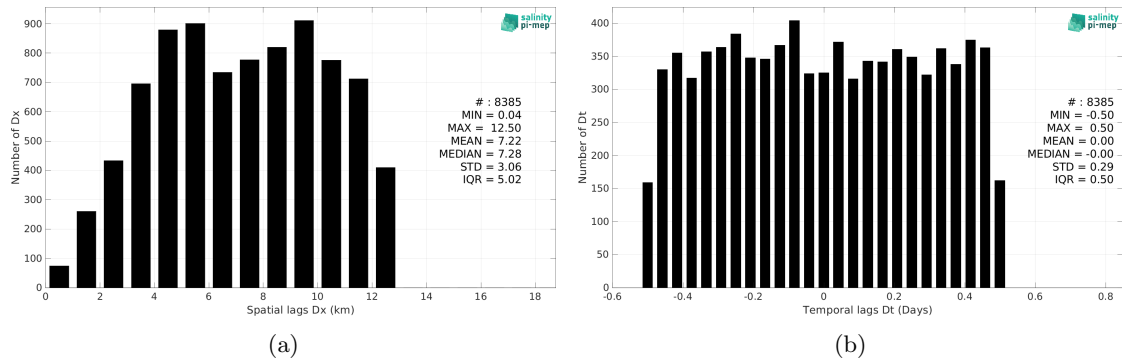 900
800
700
600
500
400
300
200
100
0
Number of Dx
0 2 4 6 8 10 12 14 16 18
Spatial lags Dx (km)
salinity
pi-mep
# : 8385
MIN = 0.04
MAX = 12.50
MEAN = 7.22
MEDIAN = 7.28
STD = 3.06
IQR = 5.02
(a)
400
350
300
250
200
150
100
50
0
Number of Dt
-0.6 -0.4 -0.2 0 0.2 0.4 0.6 0.8
Temporal lags Dt (Days)
salinity
pi-mep
# : 8385
MIN = -0.50
MAX = 0.50
MEAN = 0.00
MEDIAN = -0.00
STD = 0.29
IQR = 0.50
(b)